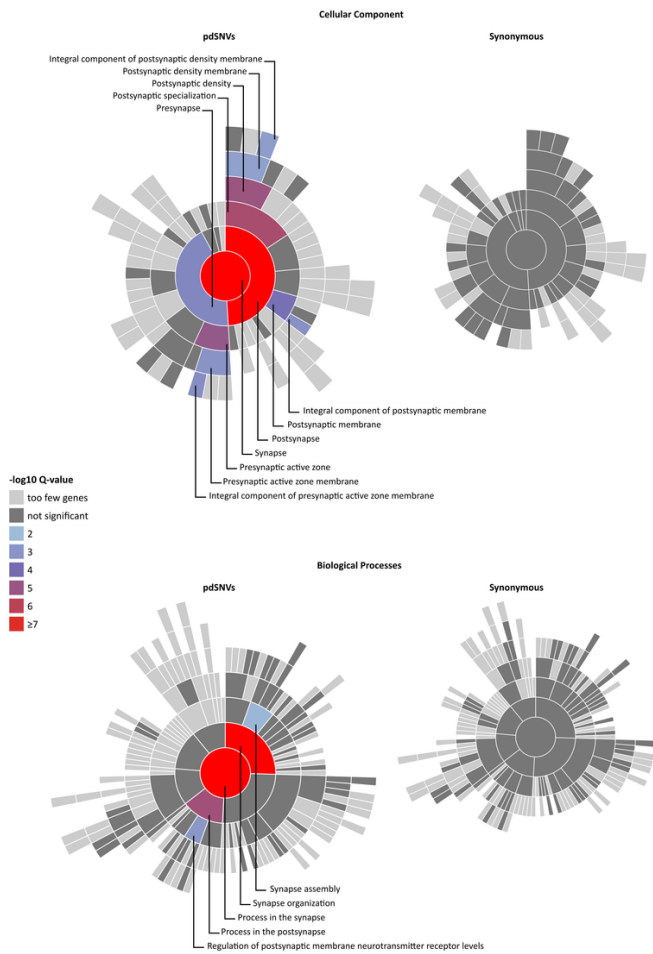 Cellular Component
pdSNVs
Synonymous
Integral component of postsynaptic density membrane
Postsynaptic density membrane
Postsynaptic density
Postsynaptic specialization
Presynapse
Integral component of postsynaptic membrane
Postsynaptic membrane
Postsynapse
Synapse
Presynaptic active zone
Presynaptic active zone membrane
Integral component of presynaptic active zone membrane
-log10 Q-value
too few genes
not significant
2
3
4
5
6
≥7
Biological Processes
pdSNVs
Synonymous
Synapse assembly
Synapse organization
Process in the synapse
Process in the postsynapse
Regulation of postsynaptic membrane neurotransmitter receptor levels